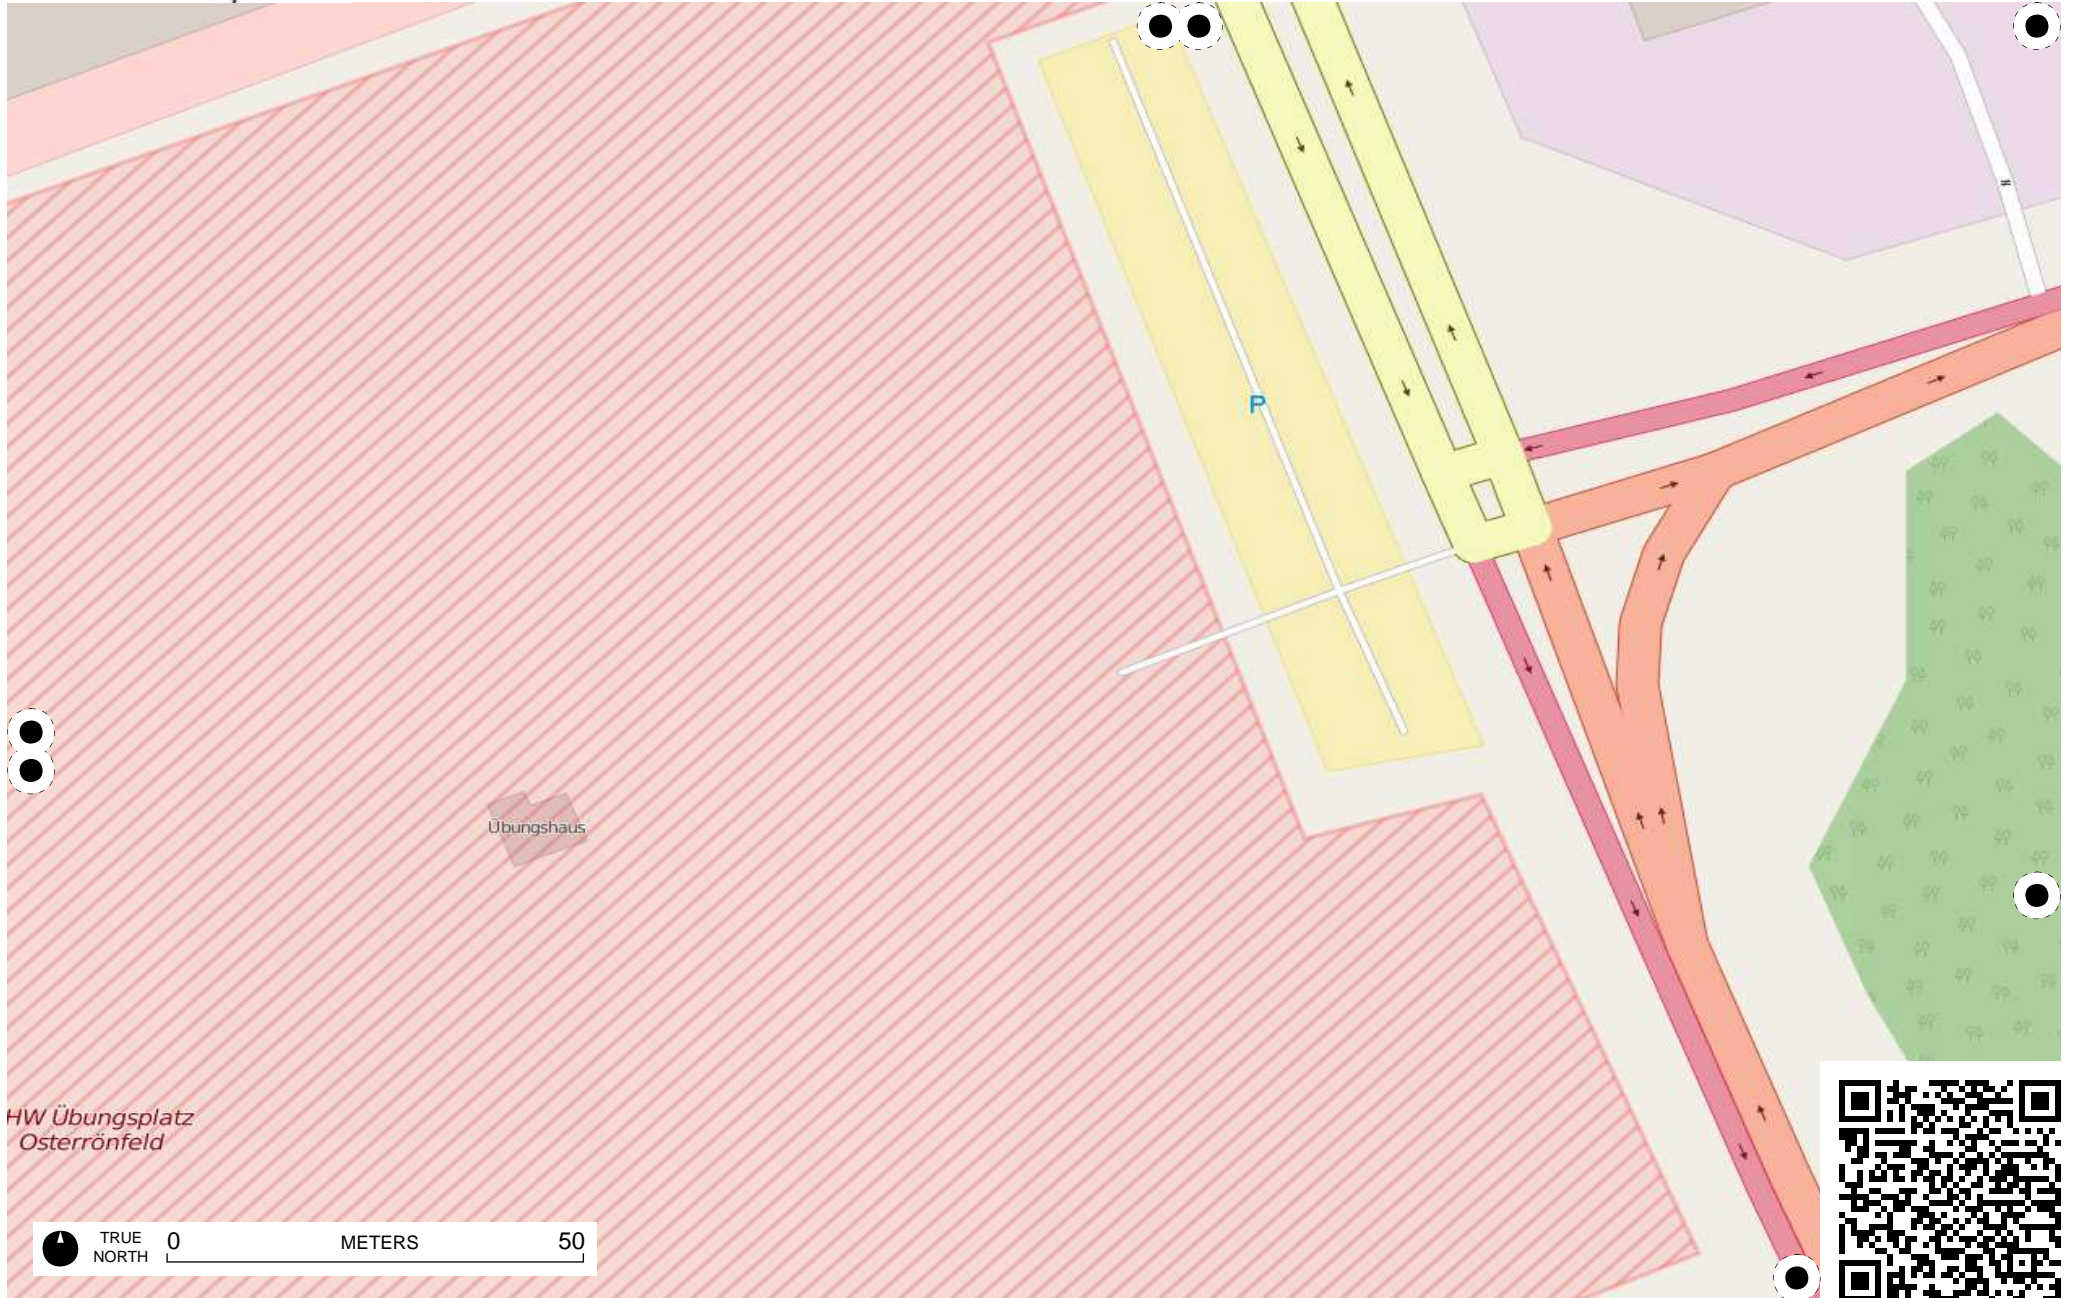 P
Übungshaus
HW Übungsplatz
Osterrönfeld
TRUE
NORTH
0 METERS 50